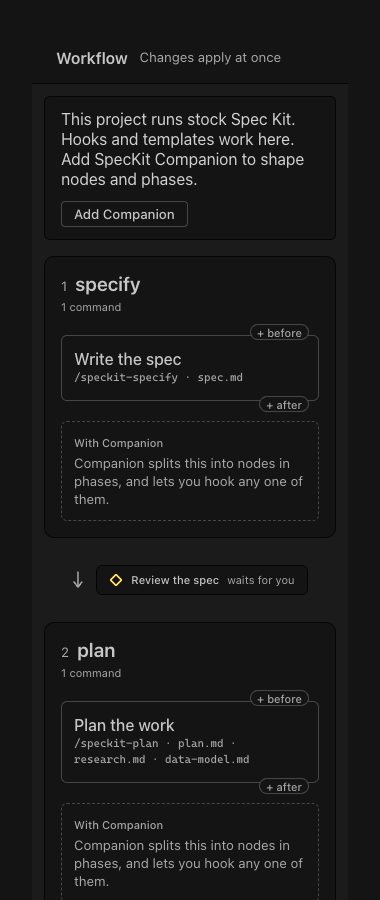 Workflow Changes apply at once
This project runs stock Spec Kit.
Hooks and templates work here.
Add SpecKit Companion to shape
nodes and phases.
Add Companion
1 specify
1 command
+ before
Write the spec
/speckit-specify · spec.md
+ after
With Companion
Companion splits this into nodes in
phases, and lets you hook any one of
them.
Review the spec waits for you
2 plan
1 command
+ before
Plan the work
/speckit-plan · plan.md ·
research.md · data-model.md
+ after
With Companion
Companion splits this into nodes in
phases, and lets you hook any one of
them.